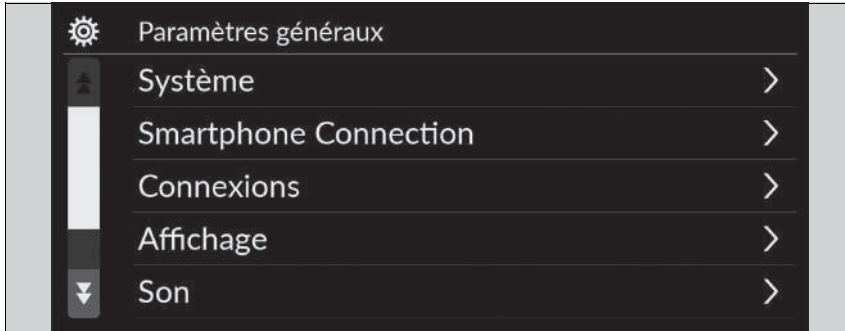 Paramètres généraux
Système
Smartphone Connection
Connexions
Affichage
Son